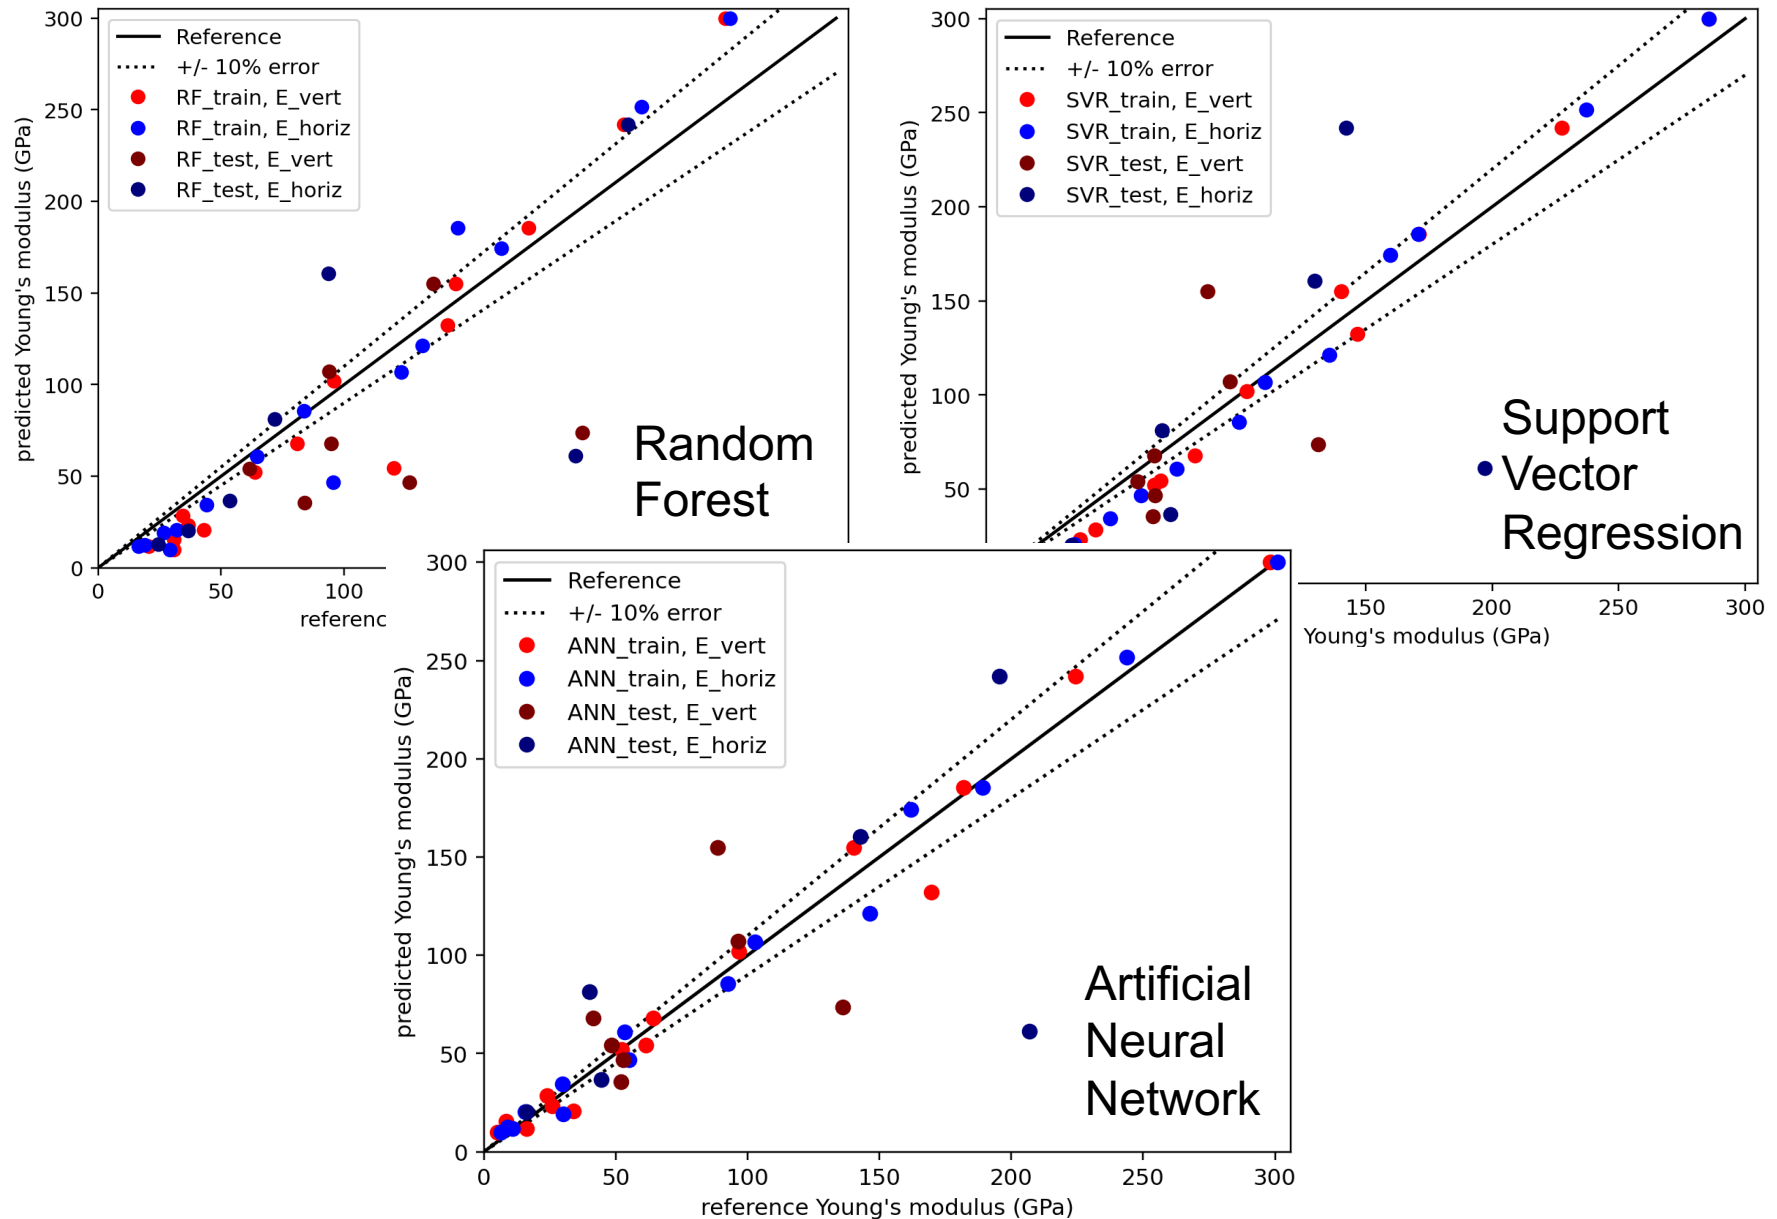 300
250
200
150
100
50
0
predicted Young's modulus (GPa)
Reference
+/- 10% error
RF_train, E_vert
RF_train, E_horiz
RF_test, E_vert
RF_test, E_horiz
Random
Forest
0 50 100
referenc
300
250
200
150
100
50
predicted Young's modulus (GPa)
Reference
+/- 10% error
SVR_train, E_vert
SVR_train, E_horiz
SVR_test, E_vert
SVR_test, E_horiz
Support
Vector
Regression
150 200 250 300
Young's modulus (GPa)
300
250
200
150
100
50
0
predicted Young's modulus (GPa)
Reference
+/- 10% error
ANN_train, E_vert
ANN_train, E_horiz
ANN_test, E_vert
ANN_test, E_horiz
Artificial
Neural
Network
0 50 100 150 200 250 300
reference Young's modulus (GPa)